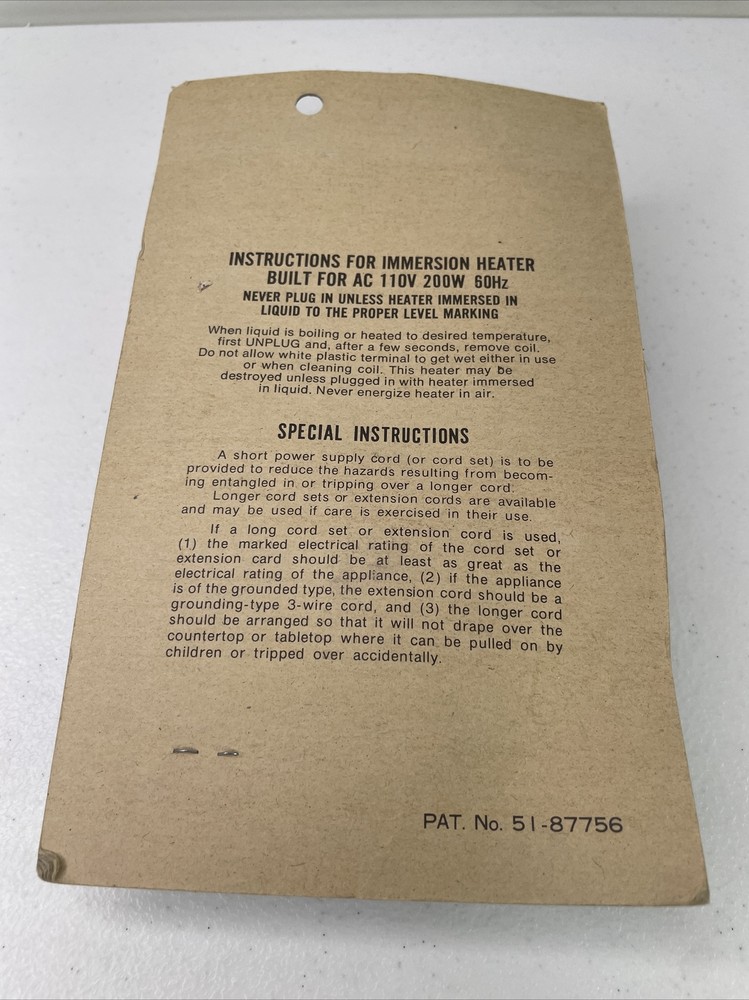 INSTRUCTIONS FOR IMMERSION HEATER
BUILT FOR AC 110V 200W 60Hz
NEVER PLUG IN UNLESS HEATER IMMERSED IN
LIQUID TO THE PROPER LEVEL MARKING
When liquid is boiling or heated to desired temperature,
first UNPLUG and, after a few seconds, remove coil.
Do not allow white plastic terminal to get wet either in use
or when cleaning coil. This heater may be
destroyed unless plugged in with heater immersed
in liquid. Never energize heater in air.
SPECIAL INSTRUCTIONS
A short power supply cord (or cord set) is to be
provided to reduce the hazards resulting from becom-
ing entangled in or tripping over a longer cord.
Longer cord sets or extension cords are available
and may be used if care is exercised in their use.
If a long cord set or extension cord is used,
(1) the marked electrical rating of the cord set or
extension card should be at least as great as the
electrical rating of the appliance, (2) if the appliance
is of the grounded type, the extension cord should be a
grounding-type 3-wire cord, and (3) the longer cord
should be arranged so that it will not drape over the
countertop or tabletop where it can be pulled on by
children or tripped over accidentally.
PAT. No. 51-87756